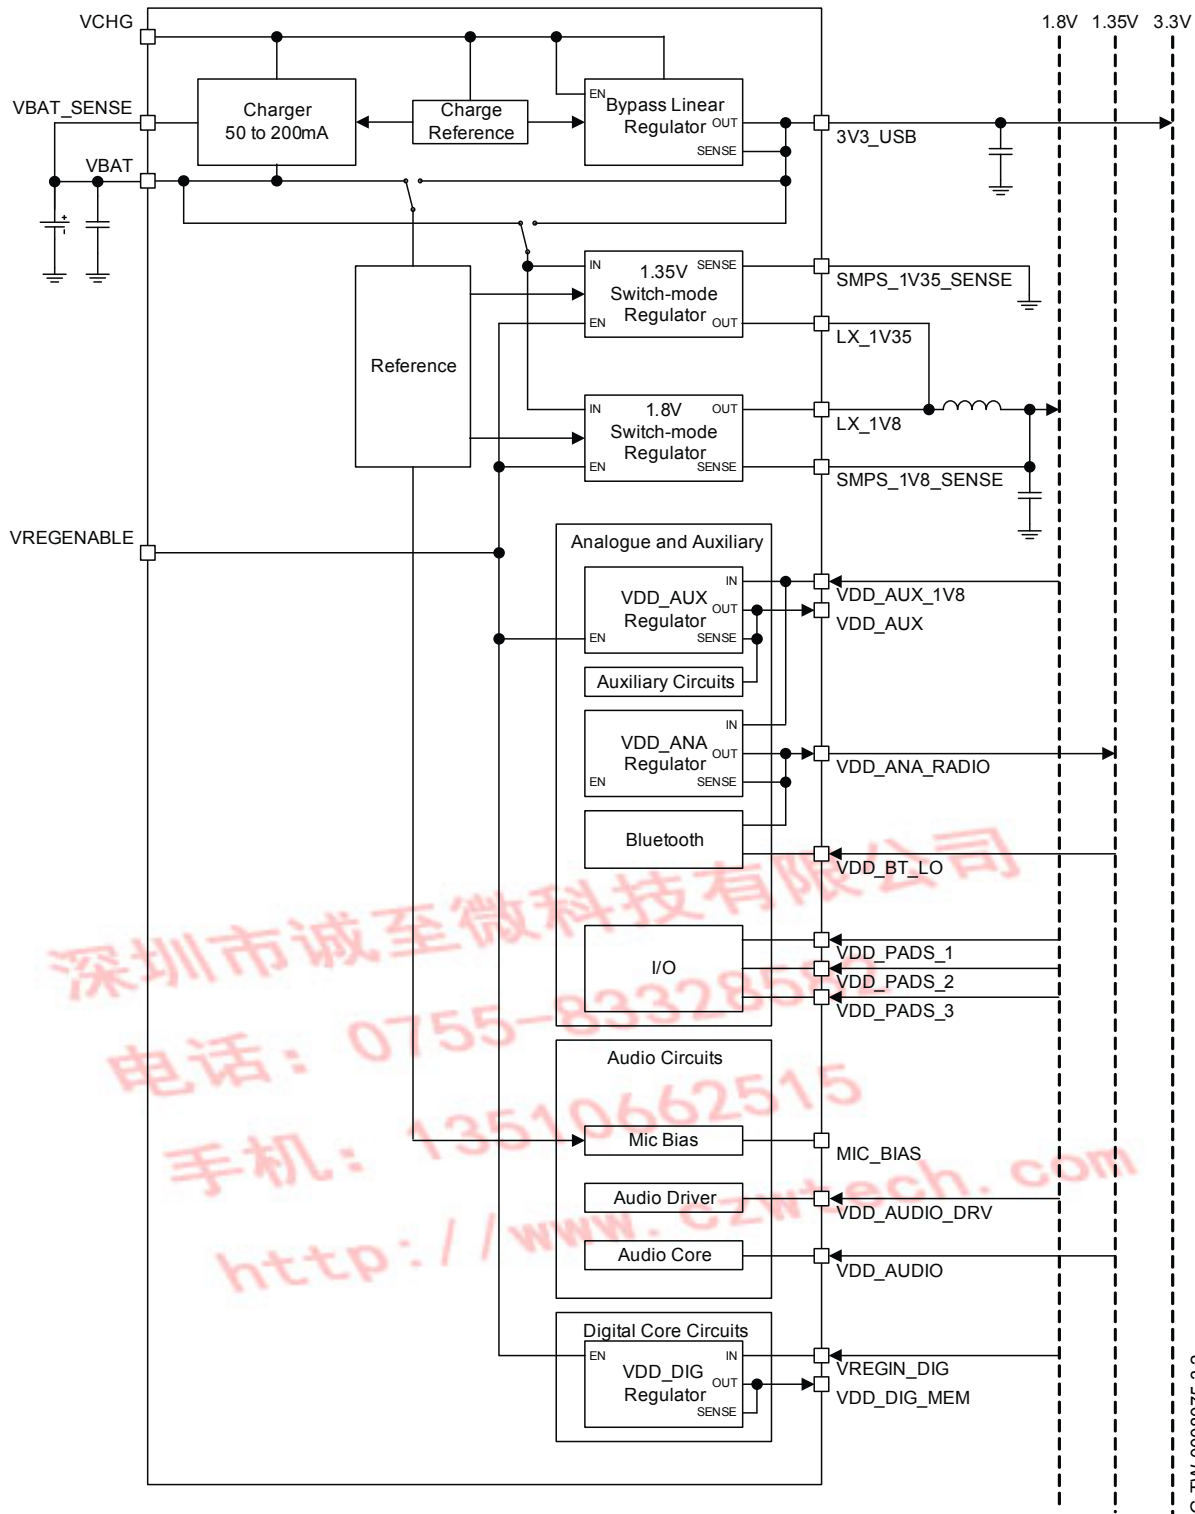 VCHG
1.8V 1.35V 3.3V
VBAT_SENSE
Charger
50 to 200mA
Charge
Reference
EN
Bypass Linear
Regulator
OUT
SENSE
3V3_USB
VBAT
+
-
IN
1.35V
Switch-mode
Regulator
SENSE
EN
OUT
SMPS_1V35_SENSE
LX_1V35
Reference
IN
1.8V
Switch-mode
Regulator
OUT
EN
SENSE
LX_1V8
SMPS_1V8_SENSE
VREGENABLE
Analogue and Auxiliary
IN
VDD_AUX
Regulator
OUT
EN
SENSE
VDD_AUX_1V8
VDD_AUX
Auxiliary Circuits
IN
VDD_ANA
Regulator
OUT
EN
SENSE
VDD_ANA_RADIO
Bluetooth
VDD_BT_LO
I/O
VDD_PADS_1
VDD_PADS_2
VDD_PADS_3
深圳市诚至微科技有限公司
电话：0755-83328582
手机：13510662515
http://www.czwtech.com
Audio Circuits
Mic Bias
MIC_BIAS
Audio Driver
VDD_AUDIO_DRV
Audio Core
VDD_AUDIO
Digital Core Circuits
EN
VDD_DIG
Regulator
IN
OUT
SENSE
VREGIN_DIG
VDD_DIG_MEM